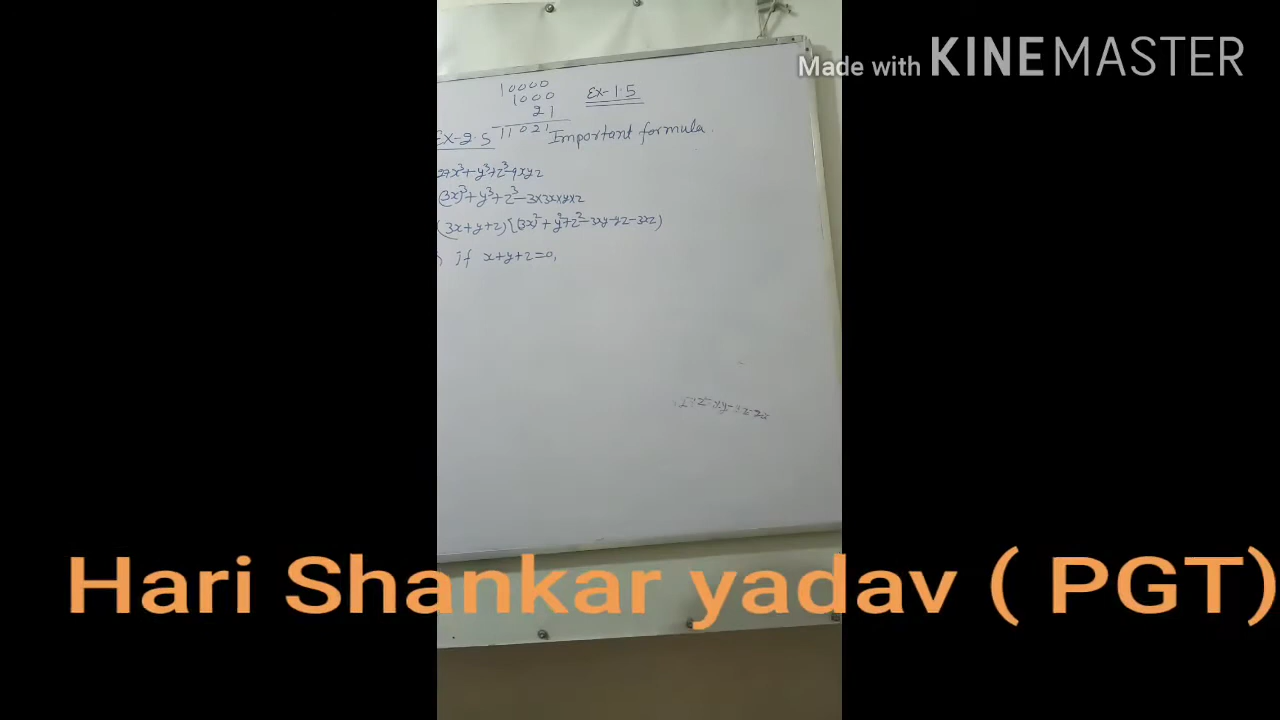 Made with KINEMASTER
10000
1000
21
11021
Ex-1.5
Ex-2.5
Important formula.
27x³+y³+z³-9xyz
(3x)³+y³+z³-3×3x×y×z
(3x+y+z)[(3x)²+y²+z²-3xy-yz-3xz)
) If x+y+z=0,
Hari Shankar yadav ( PGT)